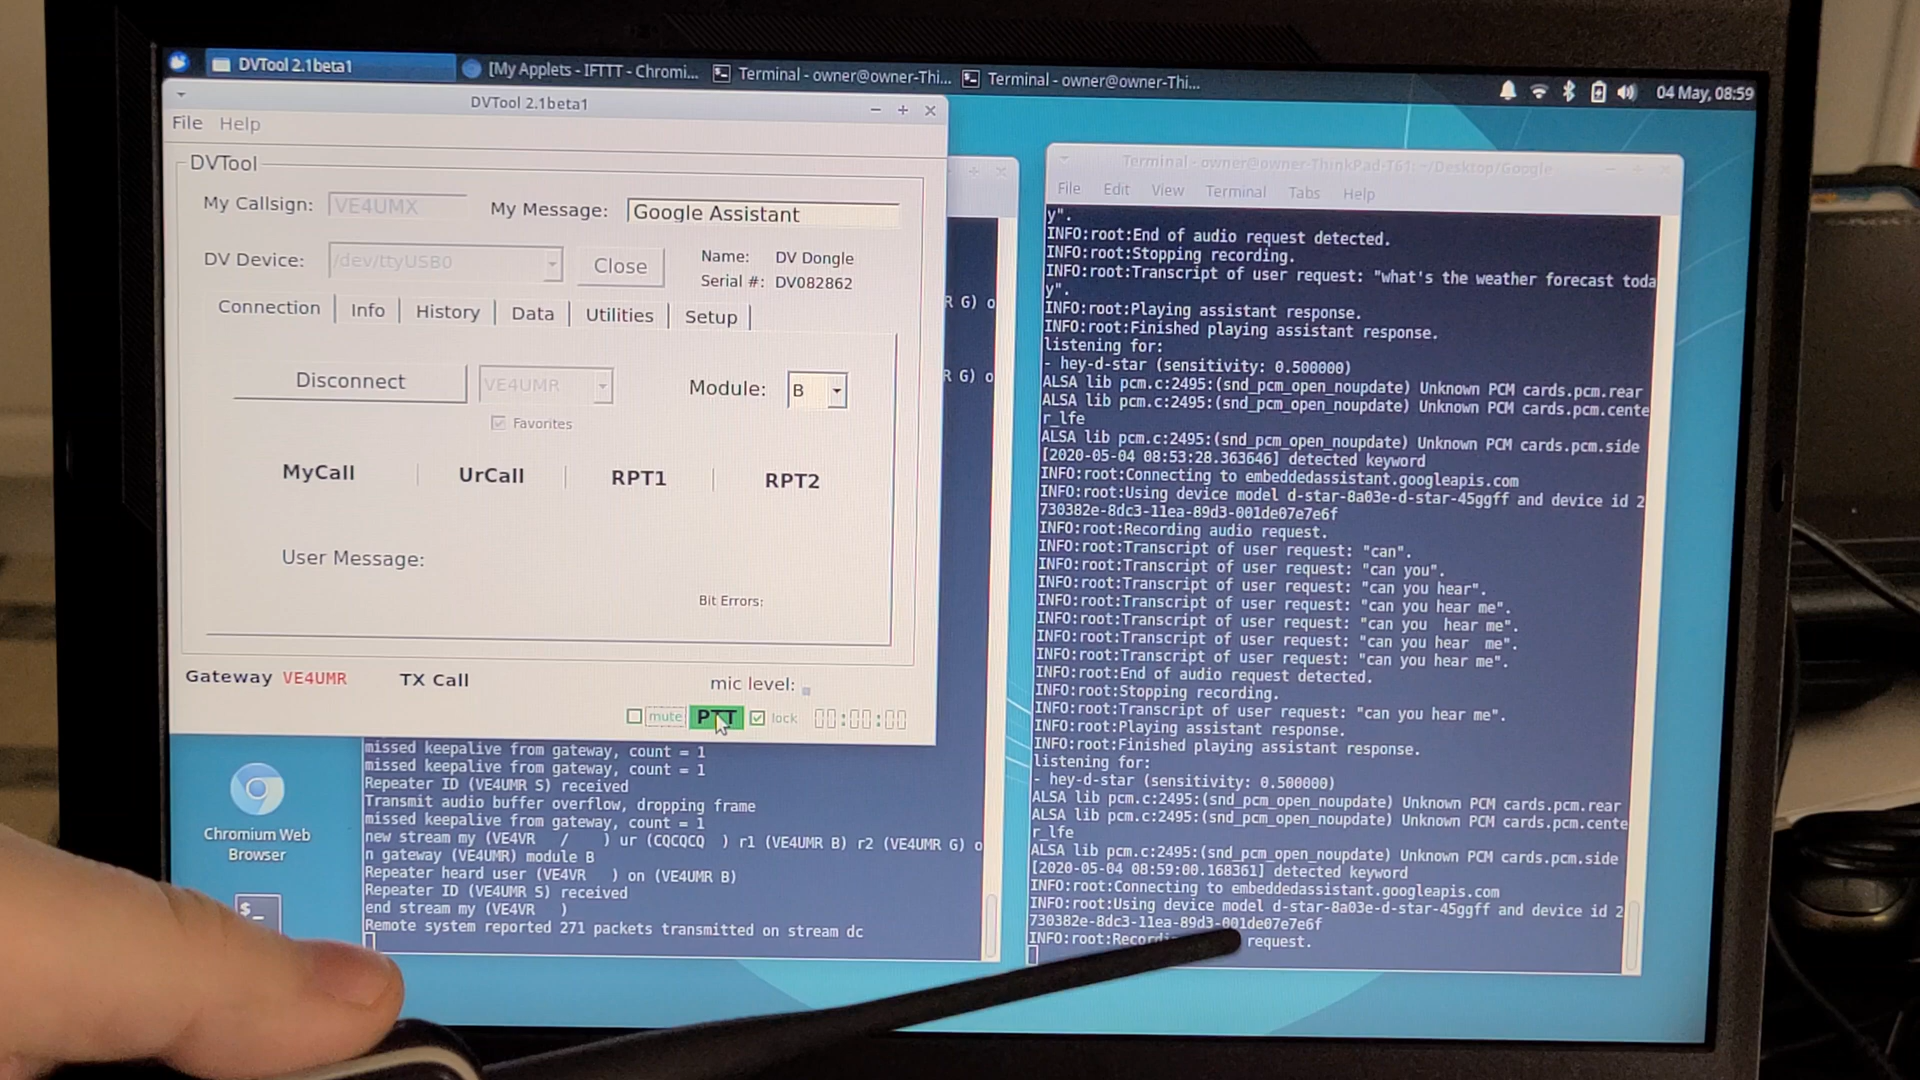 DVTool 2.1beta1
[My Applets - IFTTT - Chromi...
Terminal - owner@owner-Thi...
Terminal - owner@owner-Thi...
04 May, 08:59
DVTool 2.1beta1
File Help
DVTool
My Callsign: VE4UMX My Message: Google Assistant
DV Device: /dev/ttyUSB0 Close
Name: DV Dongle
Serial #: DV082862
Connection Info History Data Utilities Setup
Disconnect VE4UMR Module: B
Favorites
MyCall UrCall RPT1 RPT2
User Message:
Bit Errors:
Gateway VE4UMR TX Call mic level:
mute PTT lock 00:00:00
R G) o
R G) o
missed keepalive from gateway, count = 1
missed keepalive from gateway, count = 1
Repeater ID (VE4UMR S) received
Transmit audio buffer overflow, dropping frame
missed keepalive from gateway, count = 1
new stream my (VE4VR   /    ) ur (CQCQCQ  ) r1 (VE4UMR B) r2 (VE4UMR G) o
n gateway (VE4UMR) module B
Repeater heard user (VE4VR   ) on (VE4UMR B)
Repeater ID (VE4UMR S) received
end stream my (VE4VR   )
Remote system reported 271 packets transmitted on stream dc
Chromium Web
Browser
$_
Terminal - owner@owner-ThinkPad-T61: ~/Desktop/Google
File Edit View Terminal Tabs Help
y".
INFO:root:End of audio request detected.
INFO:root:Stopping recording.
INFO:root:Transcript of user request: "what's the weather forecast toda
y".
INFO:root:Playing assistant response.
INFO:root:Finished playing assistant response.
listening for:
- hey-d-star (sensitivity: 0.500000)
ALSA lib pcm.c:2495:(snd_pcm_open_noupdate) Unknown PCM cards.pcm.rear
ALSA lib pcm.c:2495:(snd_pcm_open_noupdate) Unknown PCM cards.pcm.cente
r_lfe
ALSA lib pcm.c:2495:(snd_pcm_open_noupdate) Unknown PCM cards.pcm.side
[2020-05-04 08:53:28.363646] detected keyword
INFO:root:Connecting to embeddedassistant.googleapis.com
INFO:root:Using device model d-star-8a03e-d-star-45ggff and device id 2
730382e-8dc3-11ea-89d3-001de07e7e6f
INFO:root:Recording audio request.
INFO:root:Transcript of user request: "can".
INFO:root:Transcript of user request: "can you".
INFO:root:Transcript of user request: "can you hear".
INFO:root:Transcript of user request: "can you hear me".
INFO:root:Transcript of user request: "can you  hear me".
INFO:root:Transcript of user request: "can you hear  me".
INFO:root:Transcript of user request: "can you hear me".
INFO:root:End of audio request detected.
INFO:root:Stopping recording.
INFO:root:Transcript of user request: "can you hear me".
INFO:root:Playing assistant response.
INFO:root:Finished playing assistant response.
listening for:
- hey-d-star (sensitivity: 0.500000)
ALSA lib pcm.c:2495:(snd_pcm_open_noupdate) Unknown PCM cards.pcm.rear
ALSA lib pcm.c:2495:(snd_pcm_open_noupdate) Unknown PCM cards.pcm.cente
r_lfe
ALSA lib pcm.c:2495:(snd_pcm_open_noupdate) Unknown PCM cards.pcm.side
[2020-05-04 08:59:00.168361] detected keyword
INFO:root:Connecting to embeddedassistant.googleapis.com
INFO:root:Using device model d-star-8a03e-d-star-45ggff and device id 2
730382e-8dc3-11ea-89d3-001de07e7e6f
INFO:root:Record request.